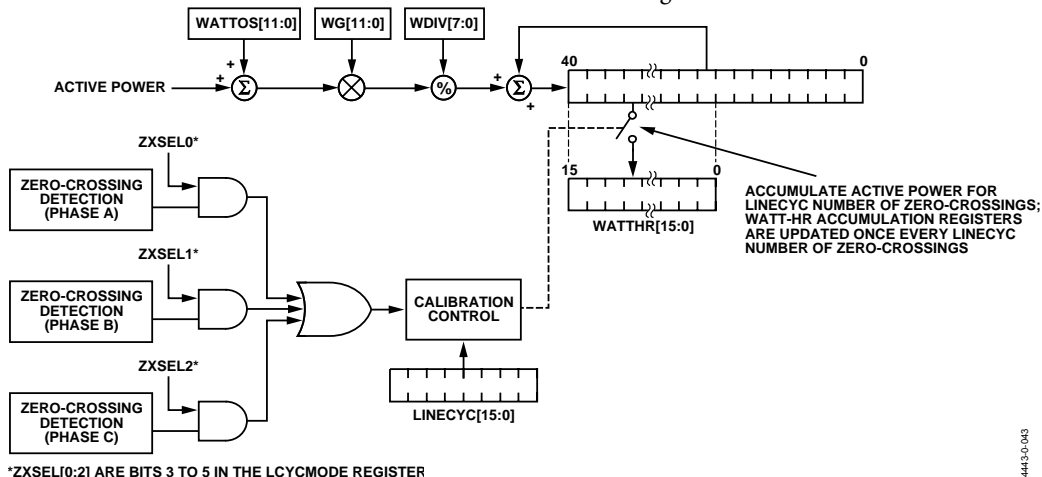 WATTOS[11:0]
WG[11:0]
WDIV[7:0]
ACTIVE POWER
+
+
Σ
%
+
Σ
+
40
0
15
0
WATTHR[15:0]
ACCUMULATE ACTIVE POWER FOR
LINECYC NUMBER OF ZERO-CROSSINGS;
WATT-HR ACCUMULATION REGISTERS
ARE UPDATED ONCE EVERY LINECYC
NUMBER OF ZERO-CROSSINGS
ZXSEL0*
ZERO-CROSSING
DETECTION
(PHASE A)
ZXSEL1*
ZERO-CROSSING
DETECTION
(PHASE B)
CALIBRATION
CONTROL
ZXSEL2*
ZERO-CROSSING
DETECTION
(PHASE C)
LINECYC[15:0]
*ZXSEL[0:2] ARE BITS 3 TO 5 IN THE LCYCMODE REGISTER
4443-0-043